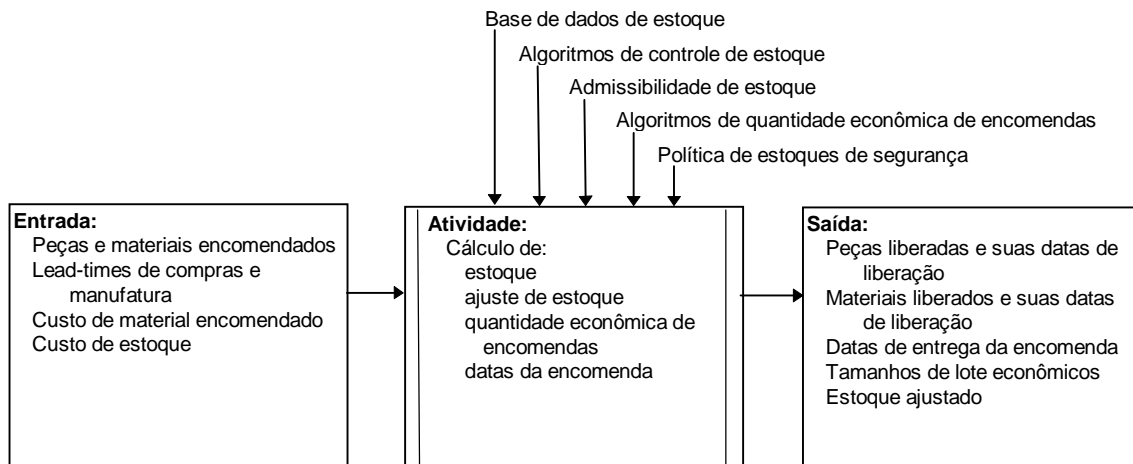 Base de dados de estoque
Algoritmos de controle de estoque
Admissibilidade de estoque
Algoritmos de quantidade econômica de encomendas
Política de estoques de segurança
Entrada:
Peças e materiais encomendados
Lead-times de compras e
manufatura
Custo de material encomendado
Custo de estoque
Atividade:
Cálculo de:
estoque
ajuste de estoque
quantidade econômica de
encomendas
datas da encomenda
Saída:
Peças liberadas e suas datas de
liberação
Materiais liberados e suas datas
de liberação
Datas de entrega da encomenda
Tamanhos de lote econômicos
Estoque ajustado